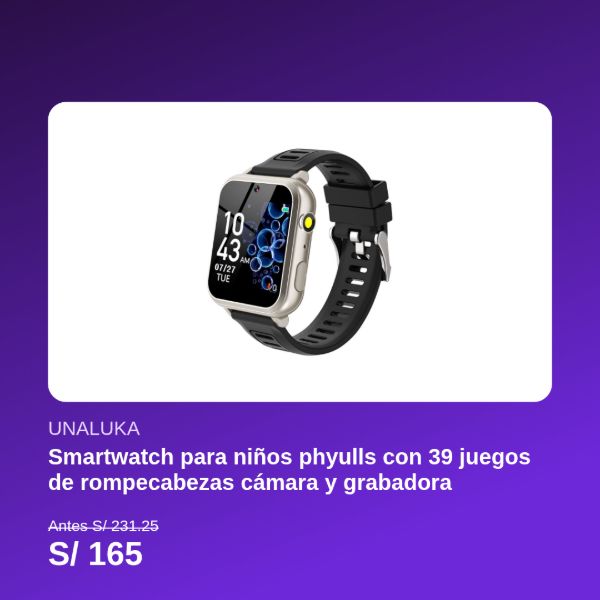 10
43 AM
07/27
TUE
UNALUKA
Smartwatch para niños phyulls con 39 juegos
de rompecabezas cámara y grabadora
Antes S/ 231.25
S/ 165